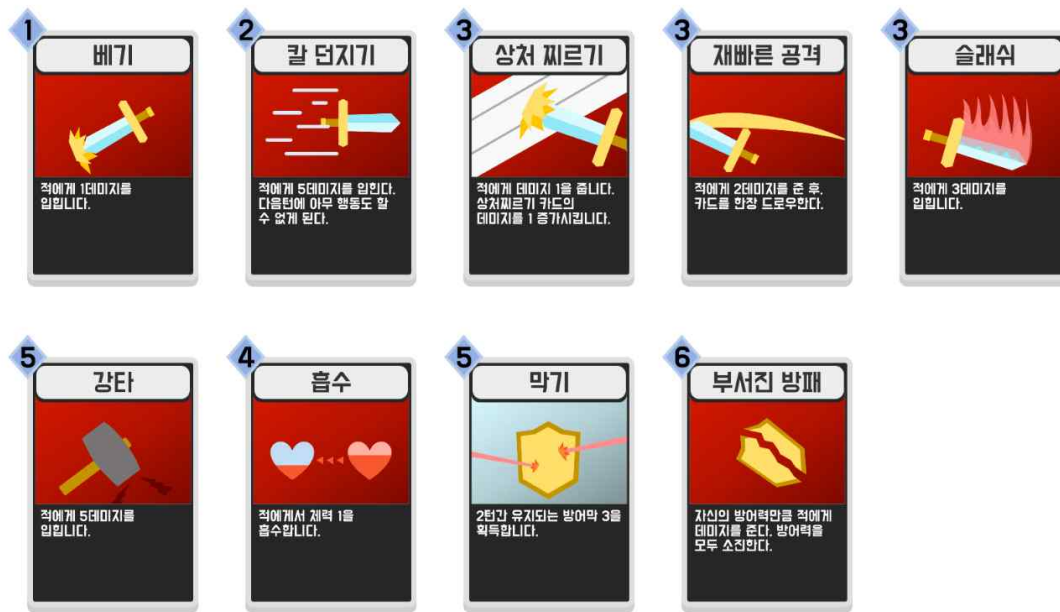 1
베기
적에게 1데미지를
입힙니다.
2
칼 던지기
적에게 5데미지를 입힌다.
다음턴에 아무 행동도 할
수 없게 된다.
3
상처 찌르기
적에게 데미지 1을 줍니다.
상처찌르기 카드의
데미지를 1 증가시킵니다.
3
재빠른 공격
적에게 2데미지를 준 후,
카드를 한장 드로우한다.
3
슬래쉬
적에게 3데미지를
입힙니다.
5
강타
적에게 5데미지를
입힙니다.
4
흡수
적에게서 체력 1을
흡수합니다.
5
막기
2턴간 유지되는 방어막 3을
획득합니다.
6
부서진 방패
자신의 방어력만큼 적에게
데미지를 준다. 방어력을
모두 소진한다.